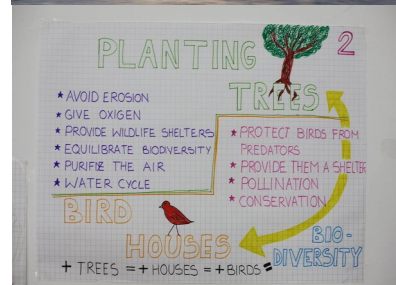 PLANTING
2
TREES
★ AVOID EROSION
★ GIVE OXIGEN
★ PROVIDE WILDLIFE SHELTERS
★ EQUILIBRATE BIODIVERSITY
★ PURIFIZE THE AIR
★ WATER CYCLE
★ PROTECT BIRDS FROM
PREDATORS
★ PROVIDE THEM A SHELTER
★ POLLINATION
★ CONSERVATION
BIRD
HOUSES
BIO-
DIVERSITY
+ TREES = + HOUSES = + BIRDS =